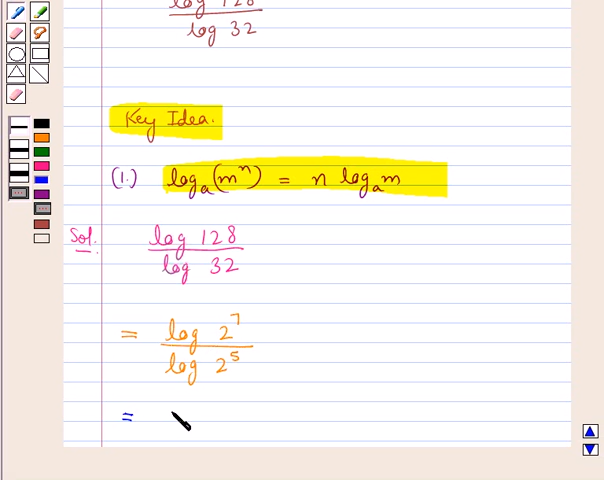 log 128
log 32
Key Idea.
(1.) logₐ(mⁿ) = n logₐm
Sol. log 128
log 32
= log 2⁷
log 2⁵
=